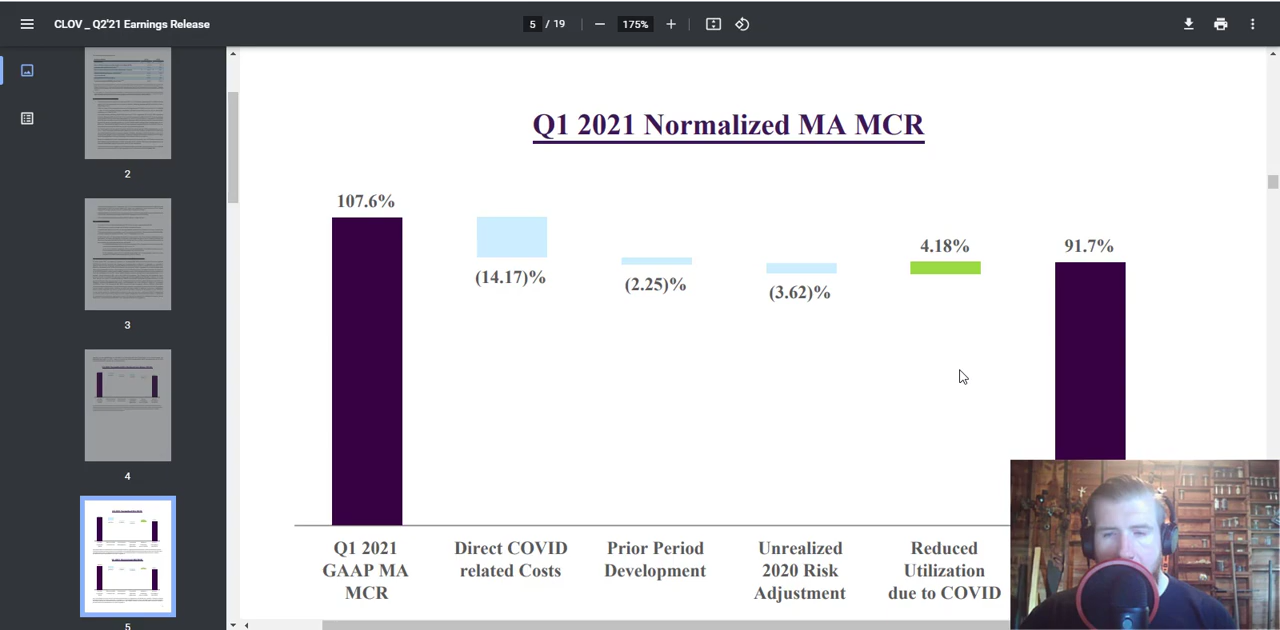 CLOV _ Q2'21 Earnings Release
5 / 19
175%
2
3
4
5
Q1 2021 Normalized MA MCR
107.6%
(14.17)%
(2.25)%
(3.62)%
4.18%
91.7%
Q1 2021
GAAP MA
MCR
Direct COVID
related Costs
Prior Period
Development
Unrealized
2020 Risk
Adjustment
Reduced
Utilization
due to COVID